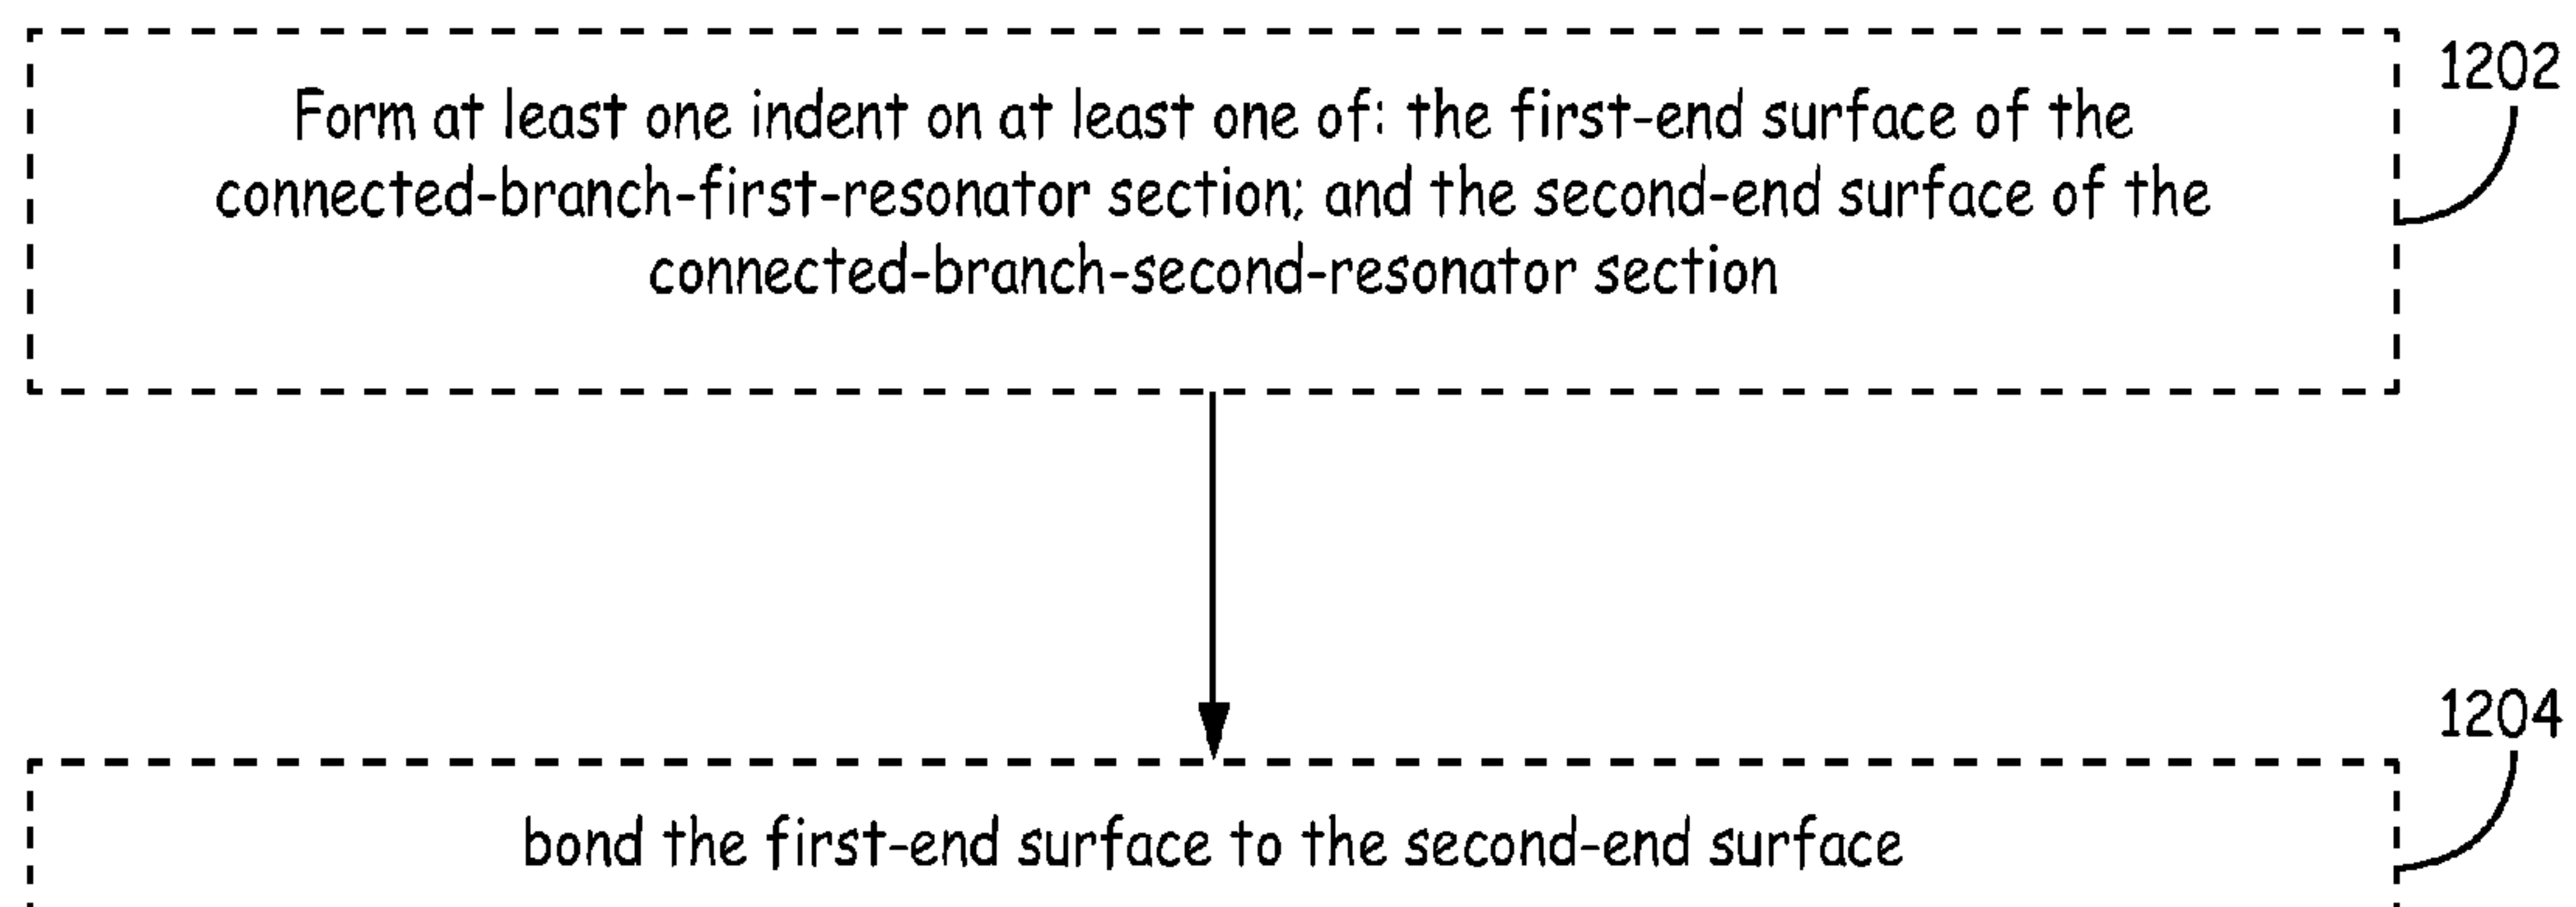 1202
Form at least one indent on at least one of: the first-end surface of the
connected-branch-first-resonator section; and the second-end surface of the
connected-branch-second-resonator section
1204
bond the first-end surface to the second-end surface